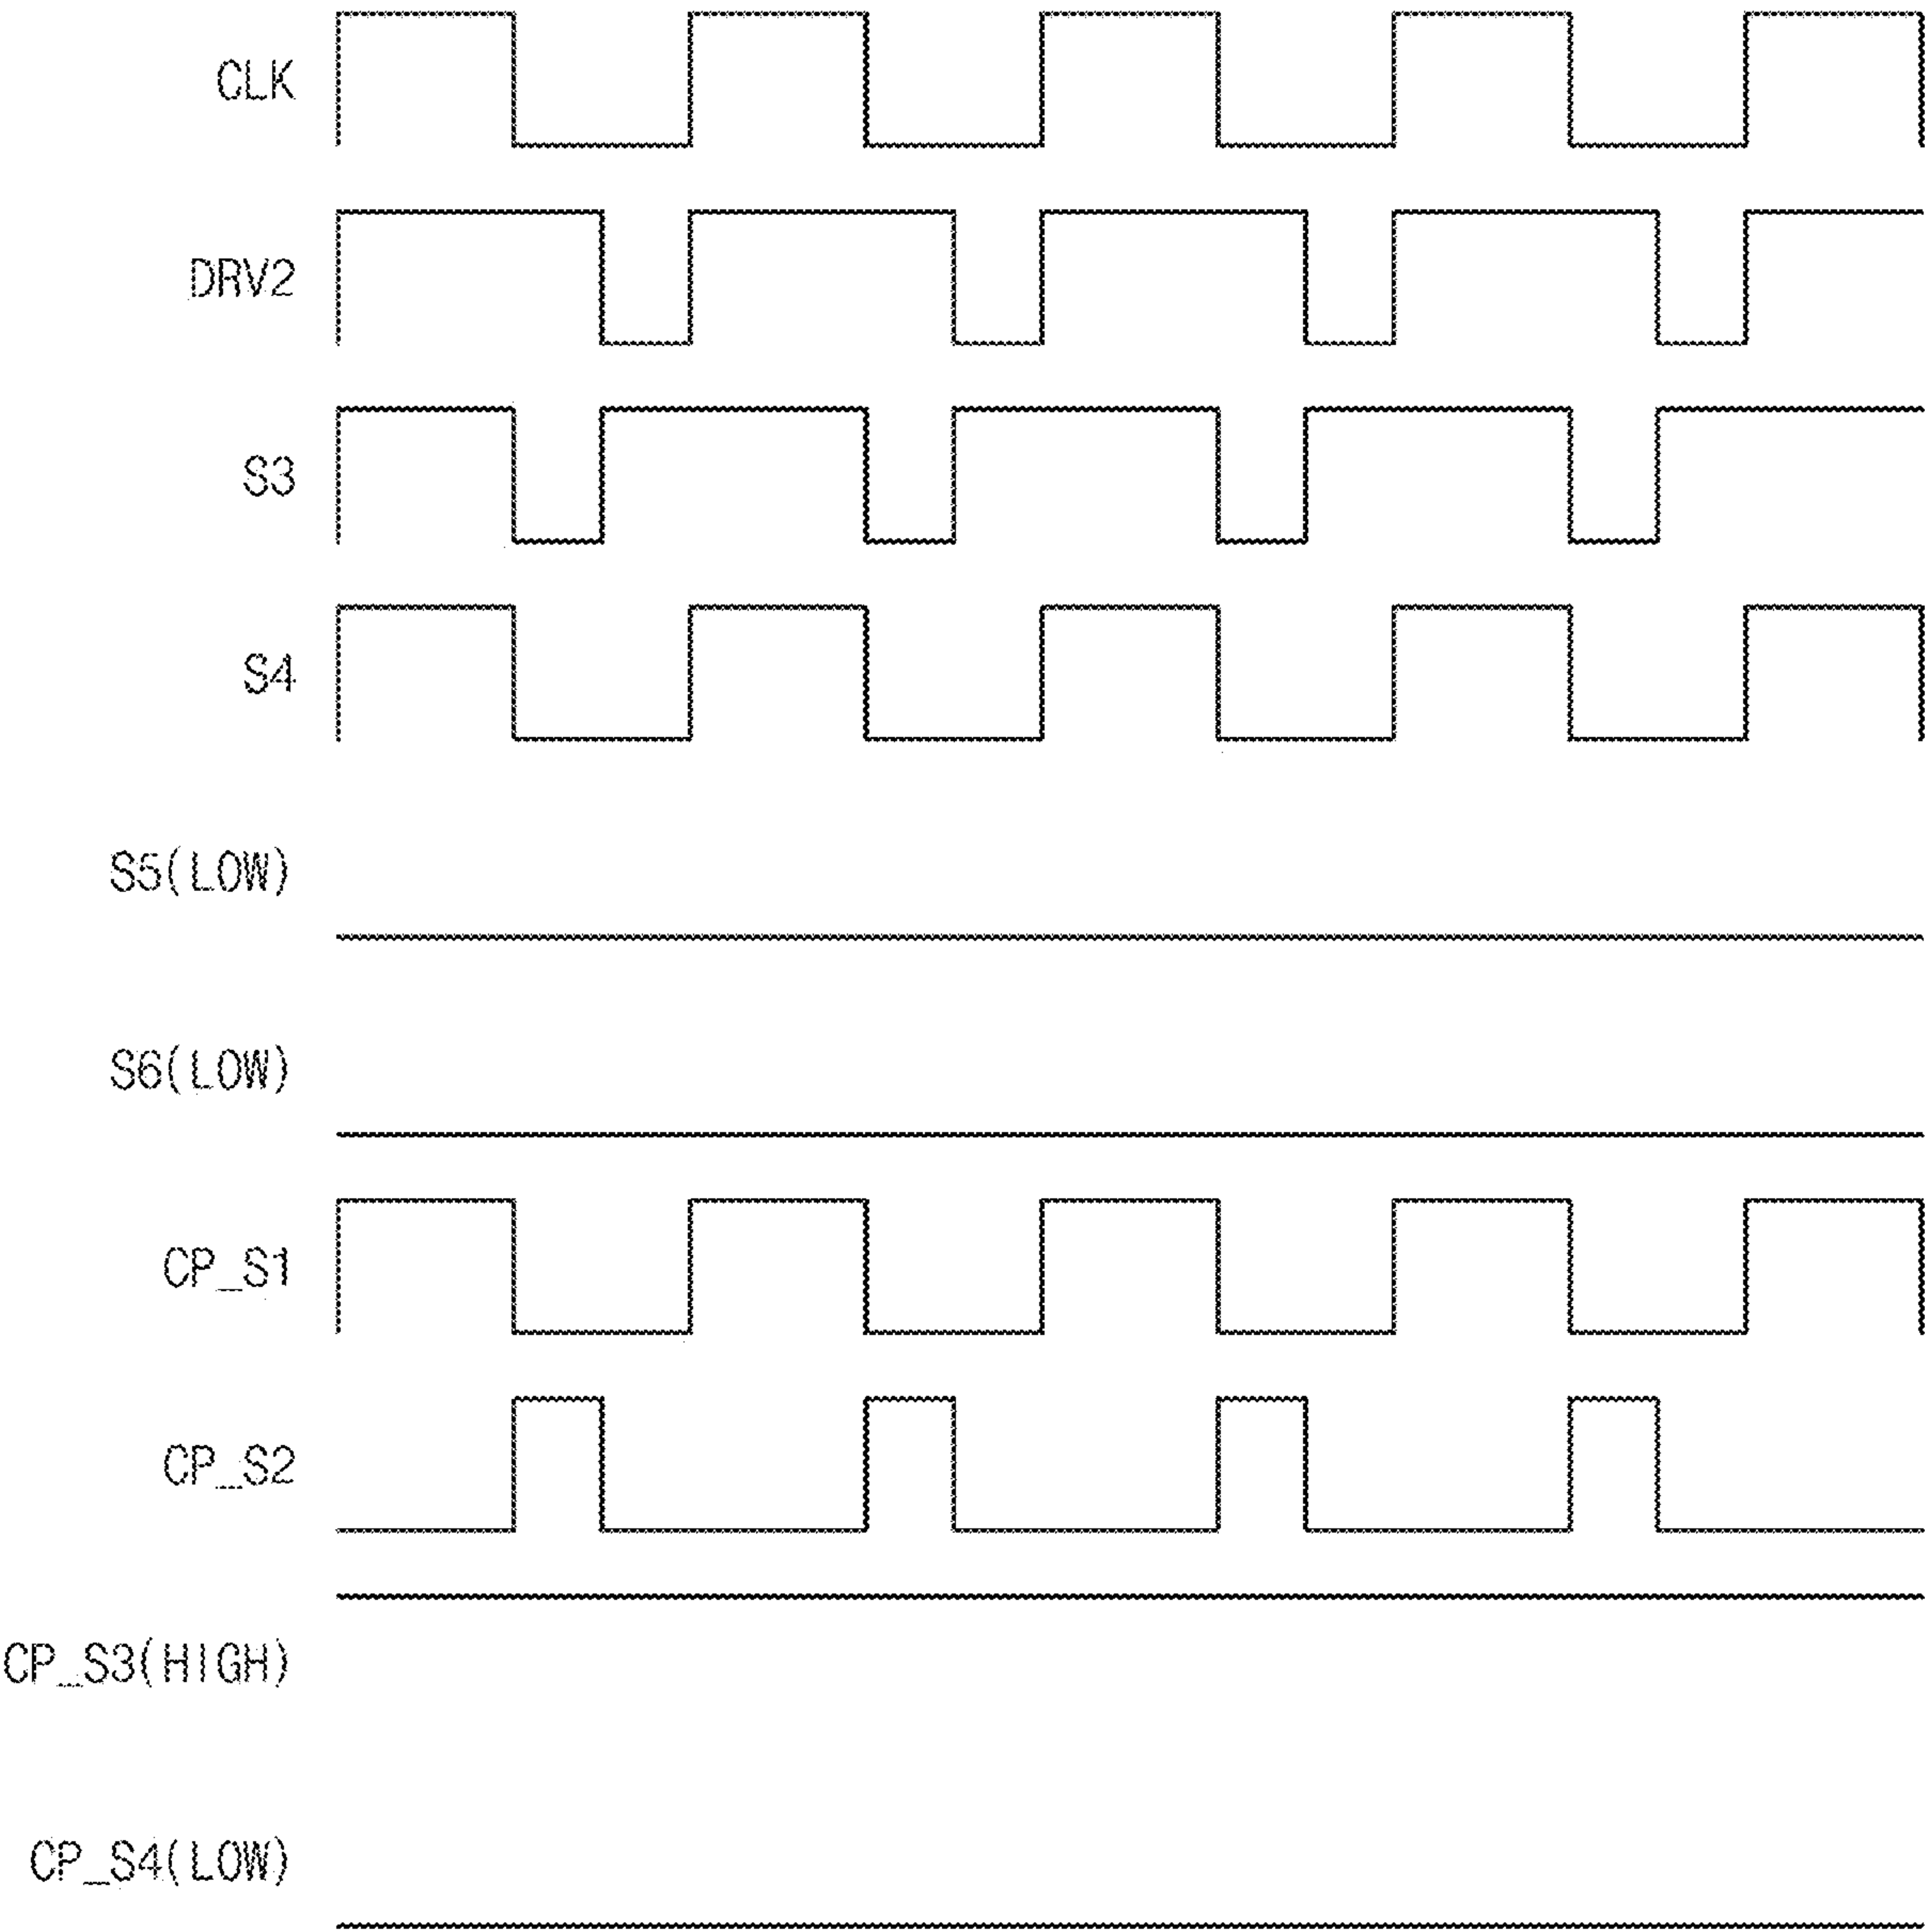 CLK
DRV2
S3
S4
S5(LOW)
S6(LOW)
CP_S1
CP_S2
CP_S3(HIGH)
CP_S4(LOW)